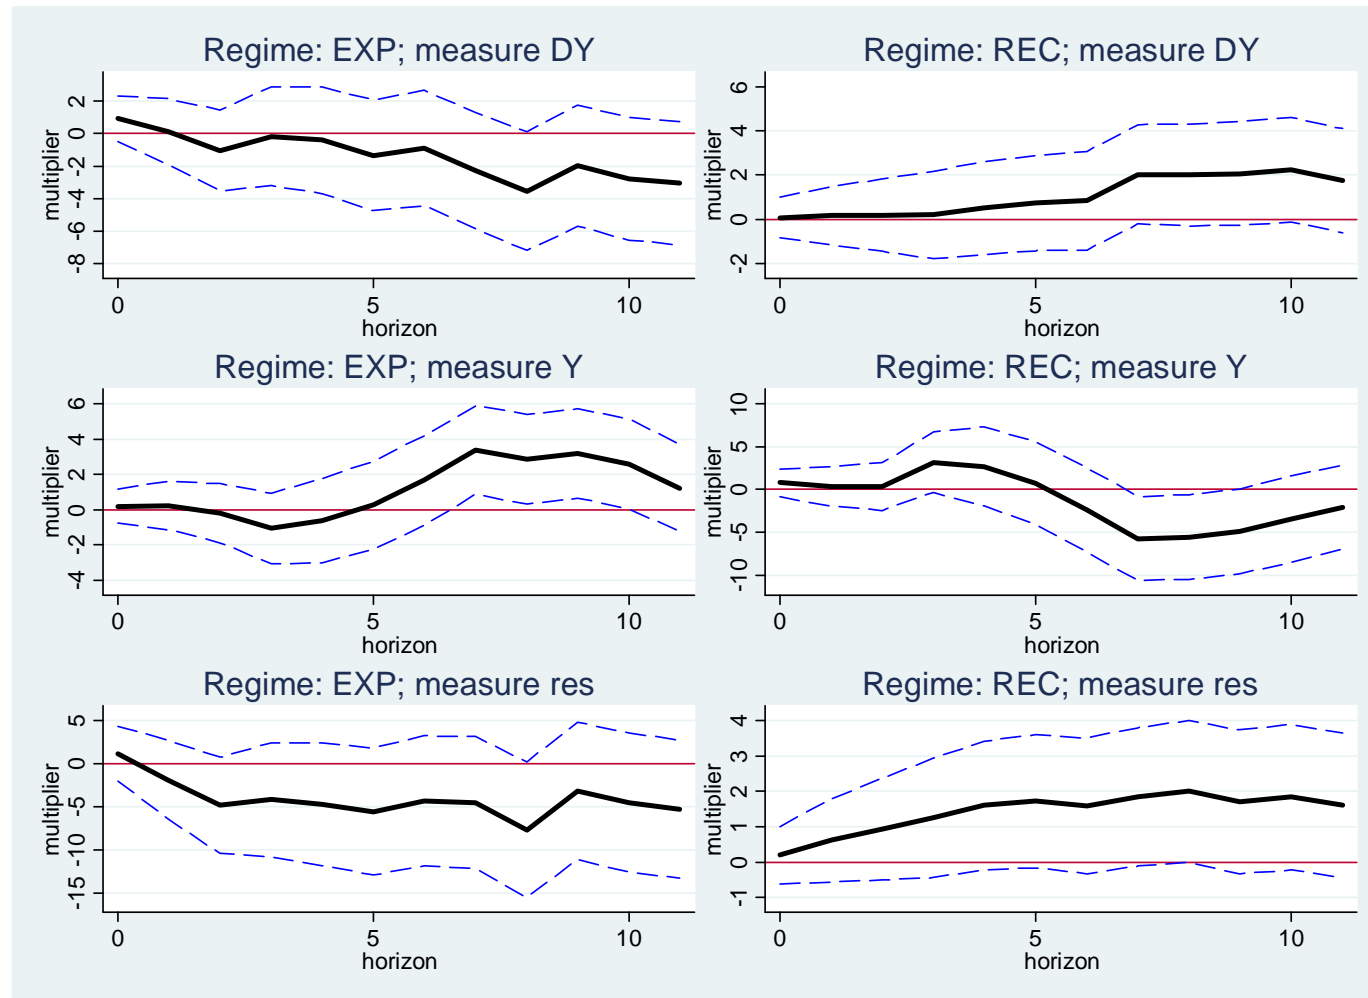 Regime: EXP; measure DY
multiplier
2
0
-2
-4
-6
-8
0 5 10
horizon
Regime: REC; measure DY
multiplier
6
4
2
0
-2
0 5 10
horizon
Regime: EXP; measure Y
multiplier
6
4
2
0
-2
-4
0 5 10
horizon
Regime: REC; measure Y
multiplier
10
5
0
-5
-10
0 5 10
horizon
Regime: EXP; measure res
multiplier
5
0
-5
-10
-15
0 5 10
horizon
Regime: REC; measure res
multiplier
4
3
2
1
0
-1
0 5 10
horizon